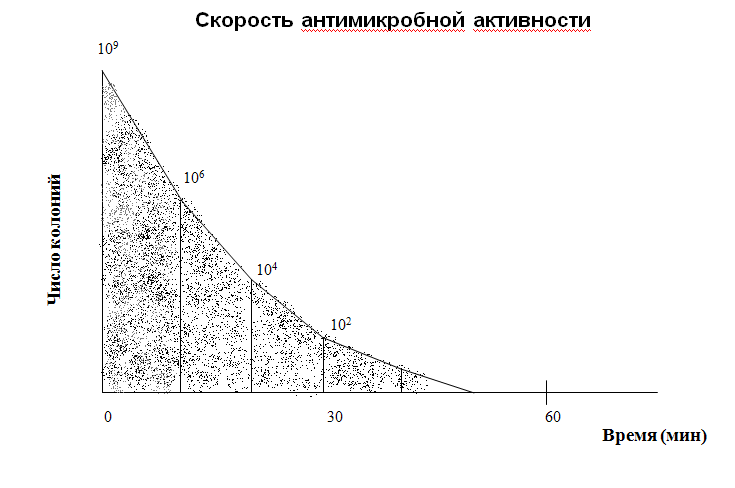 Скорость антимикробной активности
10⁹
10⁶
10⁴
10²
Число колоний
0
30
60
Время (мин)